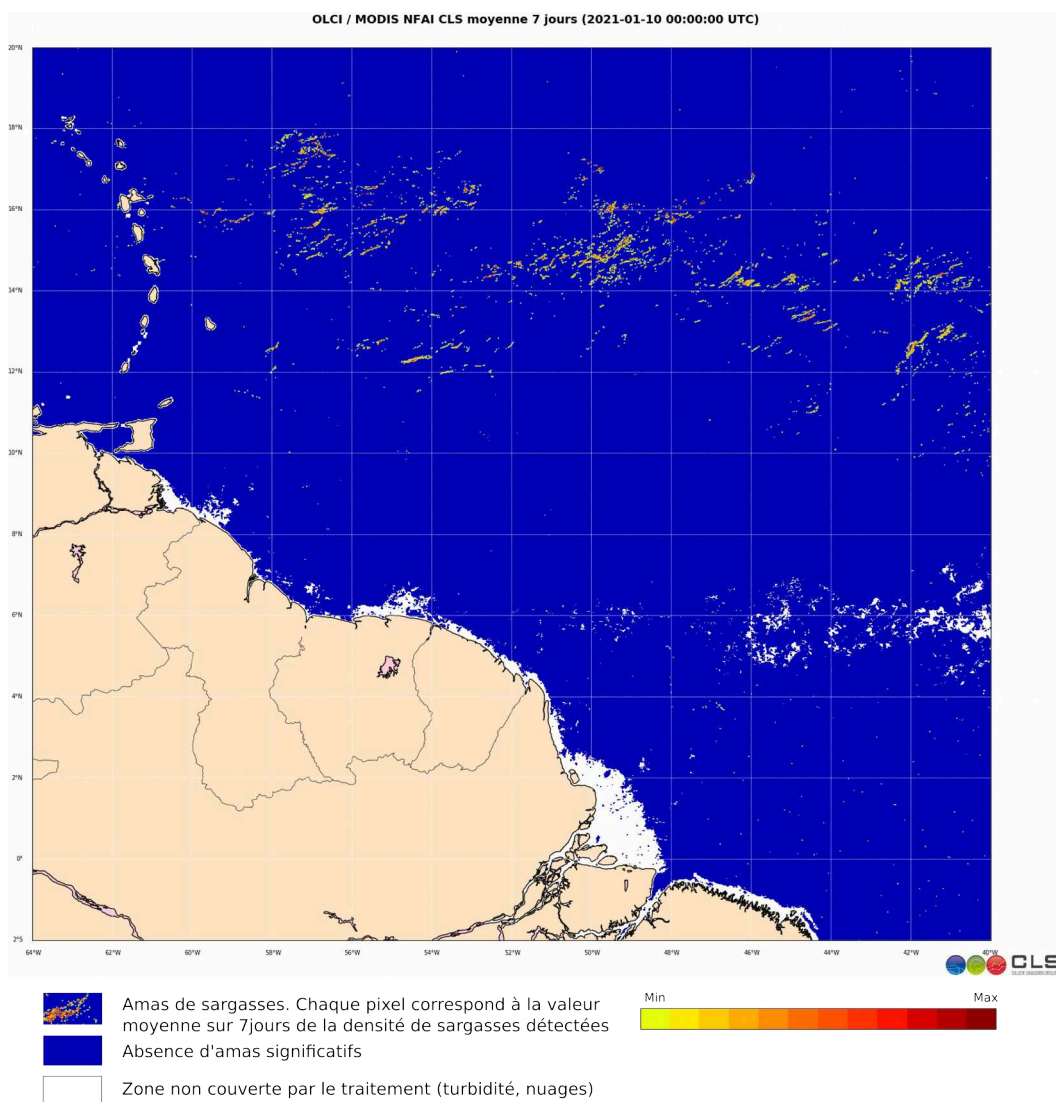 OLCI / MODIS NFAI CLS moyenne 7 jours (2021-01-10 00:00:00 UTC)
20°N
18°N
16°N
14°N
12°N
10°N
8°N
6°N
4°N
2°N
0°
2°S
64°W 62°W 60°W 58°W 56°W 54°W 52°W 50°W 48°W 46°W 44°W 42°W 40°W
CLS
Amas de sargasses. Chaque pixel correspond à la valeur
moyenne sur 7jours de la densité de sargasses détectées
Min Max
Absence d'amas significatifs
Zone non couverte par le traitement (turbidité, nuages)